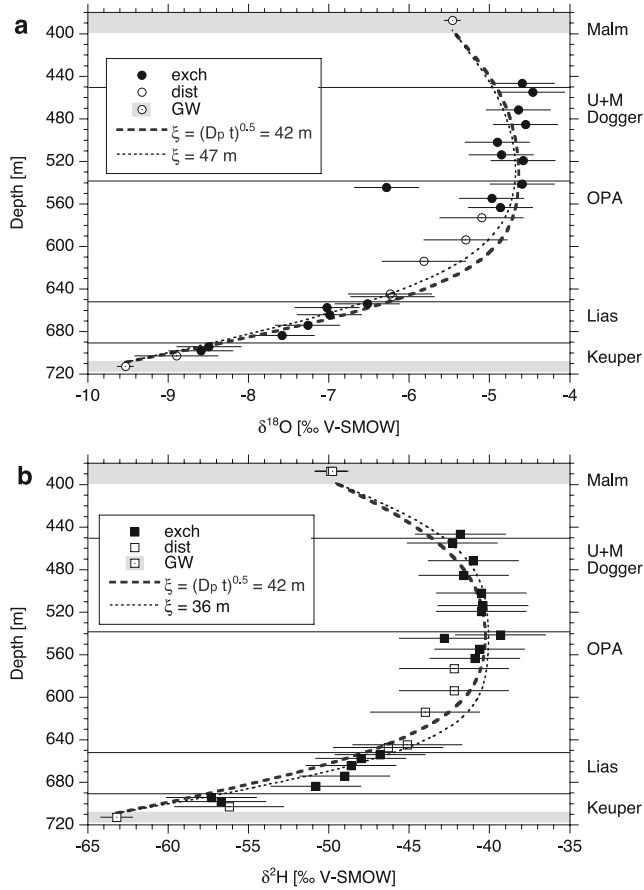 a
400
440
480
520
560
600
640
680
720
Depth [m]
exch
dist
GW
ξ = (Dp t)^0.5 = 42 m
ξ = 47 m
Malm
U+M
Dogger
OPA
Lias
Keuper
-10 -9 -8 -7 -6 -5 -4
δ18O [‰ V-SMOW]
b
400
440
480
520
560
600
640
680
720
Depth [m]
exch
dist
GW
ξ = (Dp t)^0.5 = 42 m
ξ = 36 m
Malm
U+M
Dogger
OPA
Lias
Keuper
-65 -60 -55 -50 -45 -40 -35
δ2H [‰ V-SMOW]